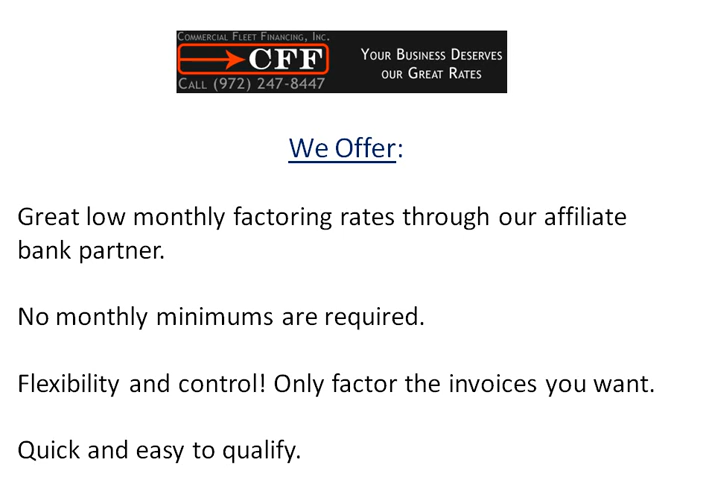 Commercial Fleet Financing, Inc.
CFF
Call (972) 247-8447
Your Business Deserves
our Great Rates
We Offer:
Great low monthly factoring rates through our affiliate
bank partner.
No monthly minimums are required.
Flexibility and control! Only factor the invoices you want.
Quick and easy to qualify.